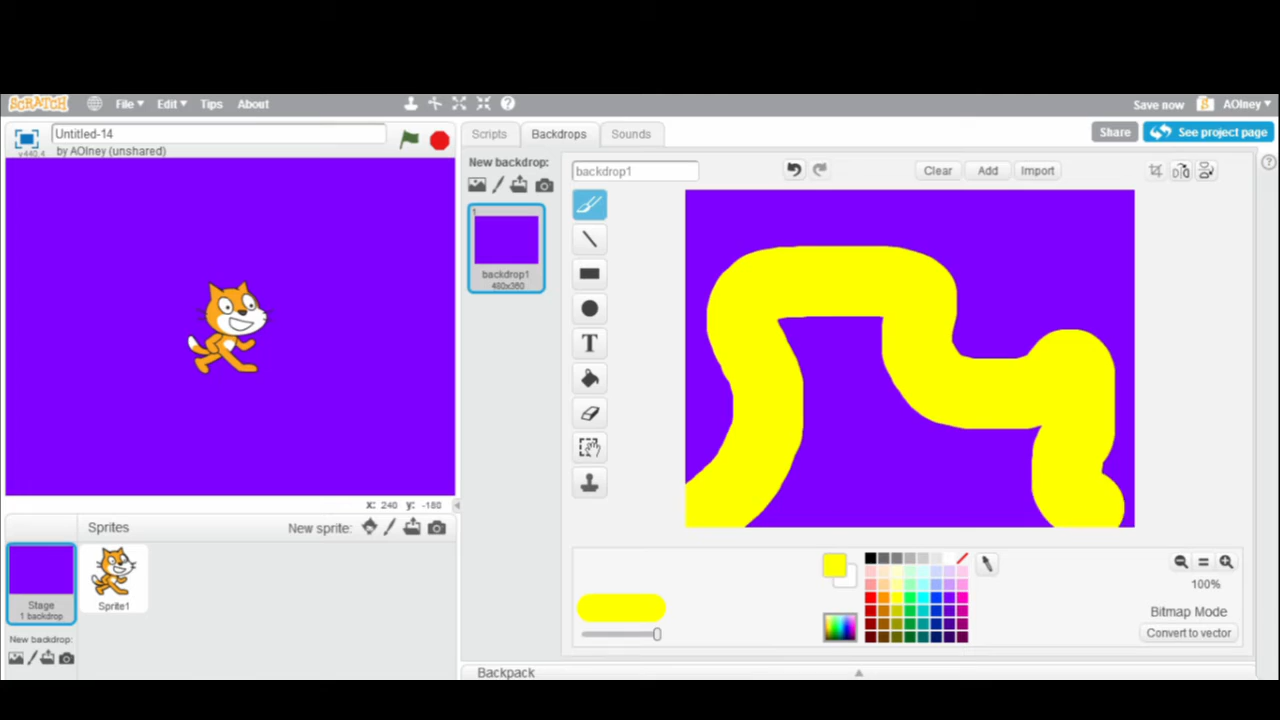 SCRATCH File Edit Tips About Save now AOlney
Untitled-14
by AOlney (unshared)
v440.4
Scripts Backdrops Sounds Share See project page
New backdrop: backdrop1 Clear Add Import
backdrop1
480x360
T
x: 240 y: -180
Sprites New sprite:
Stage
1 backdrop
Sprite1
New backdrop:
100%
Bitmap Mode
Convert to vector
Backpack